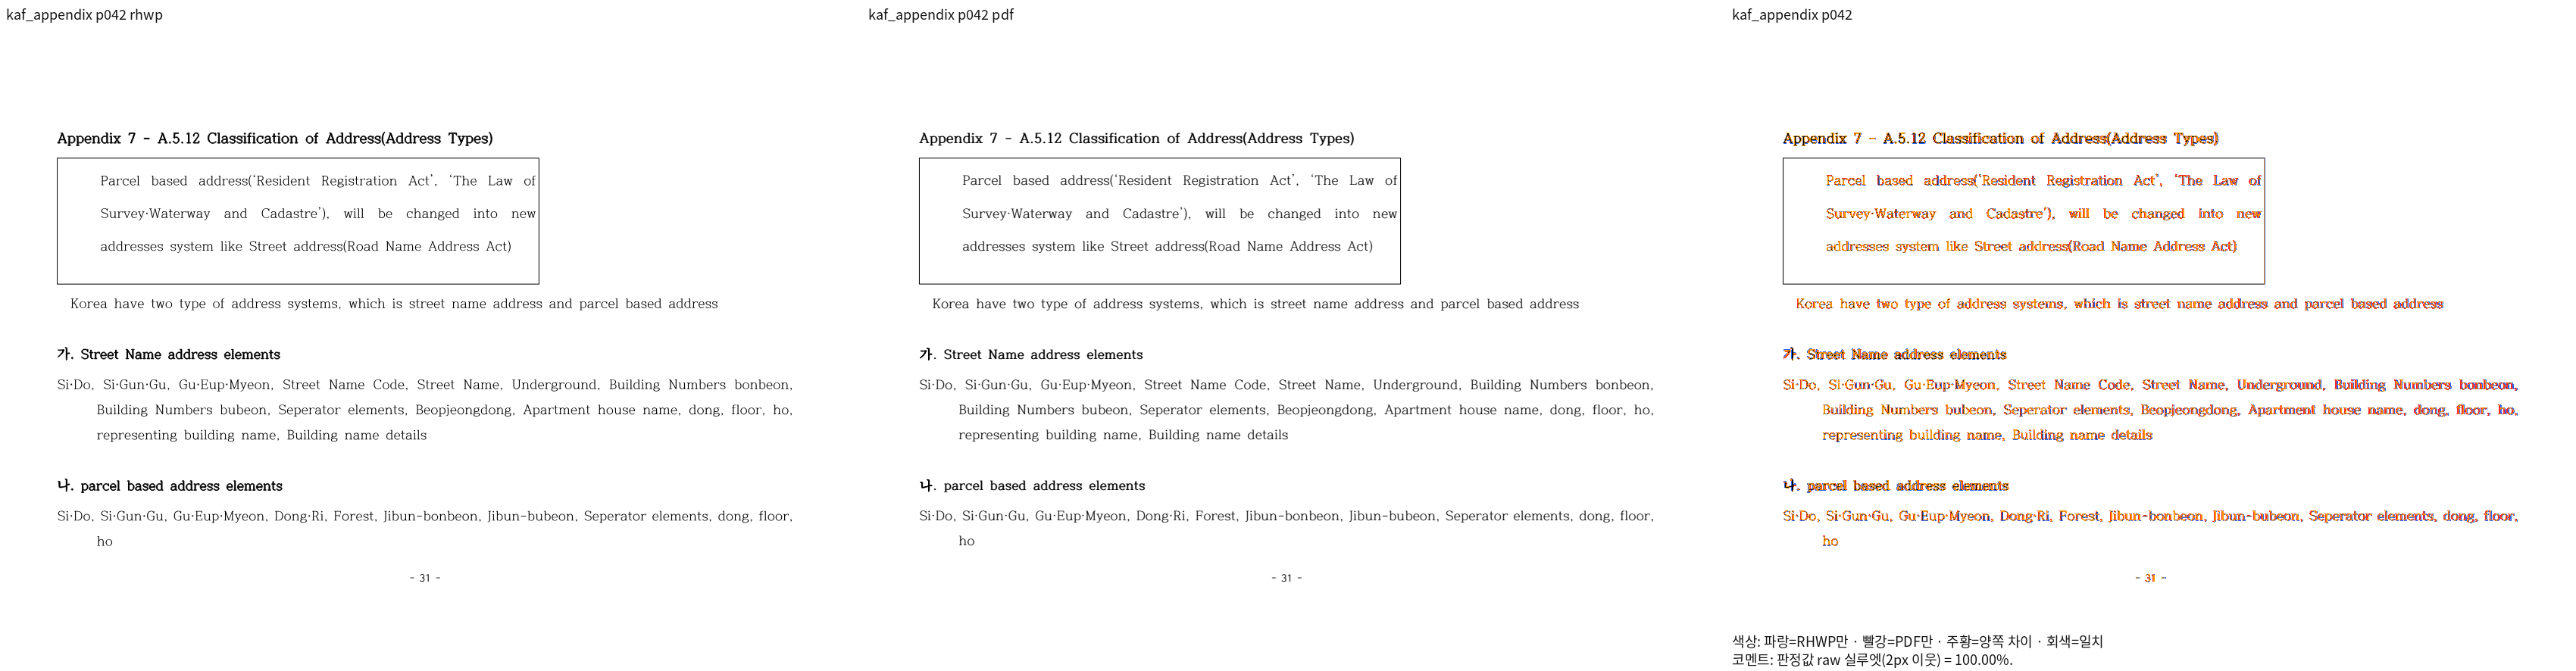 kaf_appendix p042 rhwp
Appendix 7 - A.5.12 Classification of Address(Address Types)
Parcel based address(‘Resident Registration Act’, ‘The Law of
Survey·Waterway and Cadastre’), will be changed into new
addresses system like Street address(Road Name Address Act)
Korea have two type of address systems, which is street name address and parcel based address
가. Street Name address elements
Si·Do, Si·Gun·Gu, Gu·Eup·Myeon, Street Name Code, Street Name, Underground, Building Numbers bonbeon,
Building Numbers bubeon, Seperator elements, Beopjeongdong, Apartment house name, dong, floor, ho,
representing building name, Building name details
나. parcel based address elements
Si·Do, Si·Gun·Gu, Gu·Eup·Myeon, Dong·Ri, Forest, Jibun-bonbeon, Jibun-bubeon, Seperator elements, dong, floor,
ho
- 31 -
kaf_appendix p042 pdf
Appendix 7 - A.5.12 Classification of Address(Address Types)
Parcel based address(‘Resident Registration Act’, ‘The Law of
Survey·Waterway and Cadastre’), will be changed into new
addresses system like Street address(Road Name Address Act)
Korea have two type of address systems, which is street name address and parcel based address
가. Street Name address elements
Si·Do, Si·Gun·Gu, Gu·Eup·Myeon, Street Name Code, Street Name, Underground, Building Numbers bonbeon,
Building Numbers bubeon, Seperator elements, Beopjeongdong, Apartment house name, dong, floor, ho,
representing building name, Building name details
나. parcel based address elements
Si·Do, Si·Gun·Gu, Gu·Eup·Myeon, Dong·Ri, Forest, Jibun-bonbeon, Jibun-bubeon, Seperator elements, dong, floor,
ho
- 31 -
kaf_appendix p042
Appendix 7 - A.5.12 Classification of Address(Address Types)
Parcel based address(‘Resident Registration Act’, ‘The Law of
Survey·Waterway and Cadastre’), will be changed into new
addresses system like Street address(Road Name Address Act)
Korea have two type of address systems, which is street name address and parcel based address
가. Street Name address elements
Si·Do, Si·Gun·Gu, Gu·Eup·Myeon, Street Name Code, Street Name, Underground, Building Numbers bonbeon,
Building Numbers bubeon, Seperator elements, Beopjeongdong, Apartment house name, dong, floor, ho,
representing building name, Building name details
나. parcel based address elements
Si·Do, Si·Gun·Gu, Gu·Eup·Myeon, Dong·Ri, Forest, Jibun-bonbeon, Jibun-bubeon, Seperator elements, dong, floor,
ho
- 31 -
색상: 파랑=RHWP만 · 빨강=PDF만 · 주황=양쪽 차이 · 회색=일치
코멘트: 판정값 raw 실루엣(2px 이웃) = 100.00%.